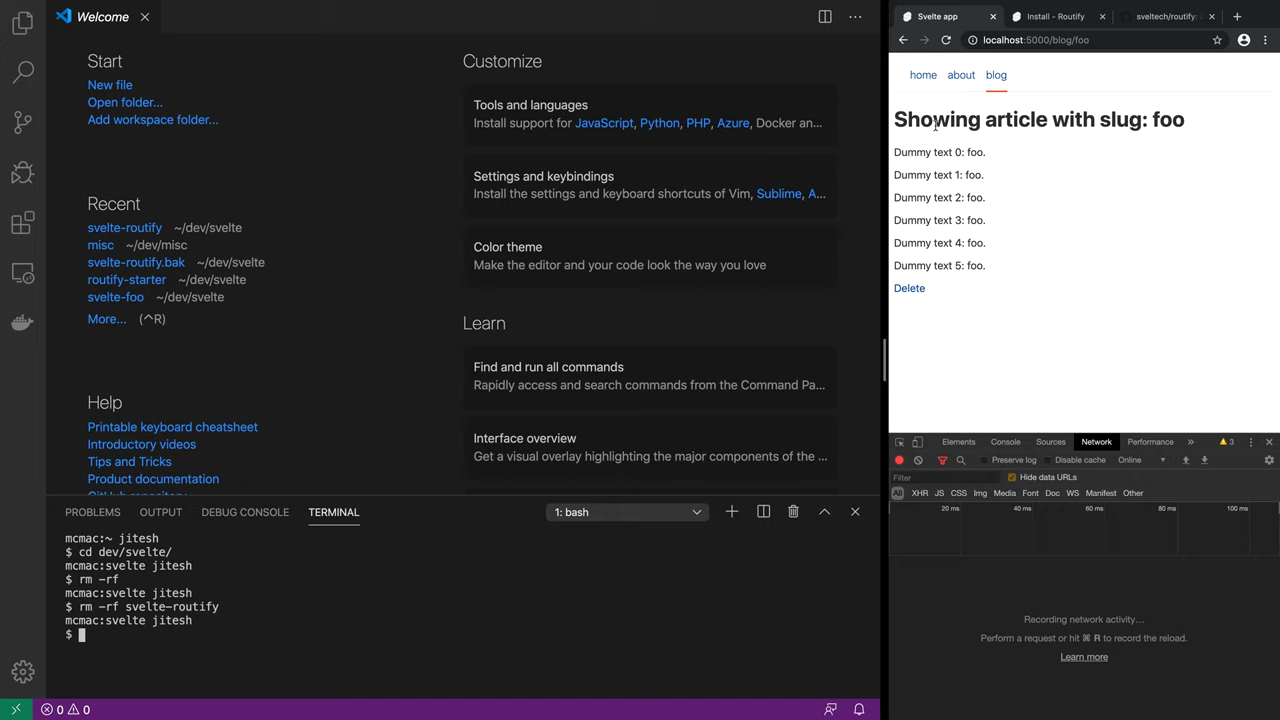 Welcome
Start
New file
Open folder...
Add workspace folder...
Recent
svelte-routify ~/dev/svelte
misc ~/dev/misc
svelte-routify.bak ~/dev/svelte
routify-starter ~/dev/svelte
svelte-foo ~/dev/svelte
More... (^R)
Help
Printable keyboard cheatsheet
Introductory videos
Tips and Tricks
Product documentation
GitHub repository
Customize
Tools and languages
Install support for JavaScript, Python, PHP, Azure, Docker an...
Settings and keybindings
Install the settings and keyboard shortcuts of Vim, Sublime, A...
Color theme
Make the editor and your code look the way you love
Learn
Find and run all commands
Rapidly access and search commands from the Command Pa...
Interface overview
Get a visual overlay highlighting the major components of the ...
PROBLEMS OUTPUT DEBUG CONSOLE TERMINAL 1: bash
mcmac:~ jitesh
$ cd dev/svelte/
mcmac:svelte jitesh
$ rm -rf
mcmac:svelte jitesh
$ rm -rf svelte-routify
mcmac:svelte jitesh
$
0 0
Svelte app Install - Routify sveltech/routify:
localhost:5000/blog/foo
home about blog
Showing article with slug: foo
Dummy text 0: foo.
Dummy text 1: foo.
Dummy text 2: foo.
Dummy text 3: foo.
Dummy text 4: foo.
Dummy text 5: foo.
Delete
Elements Console Sources Network Performance » 3
Preserve log Disable cache Online
Filter Hide data URLs
All XHR JS CSS Img Media Font Doc WS Manifest Other
20 ms 40 ms 60 ms 80 ms 100 ms
Recording network activity...
Perform a request or hit ⌘ R to record the reload.
Learn more